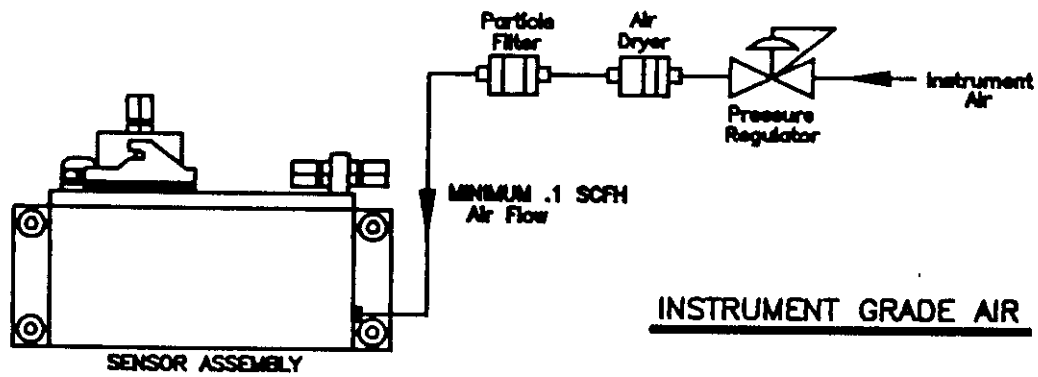 Particle
Filter
Air
Dryer
Instrument
Air
Pressure
Regulator
MINIMUM .1 SCFH
Air Flow
INSTRUMENT GRADE AIR
SENSOR ASSEMBLY